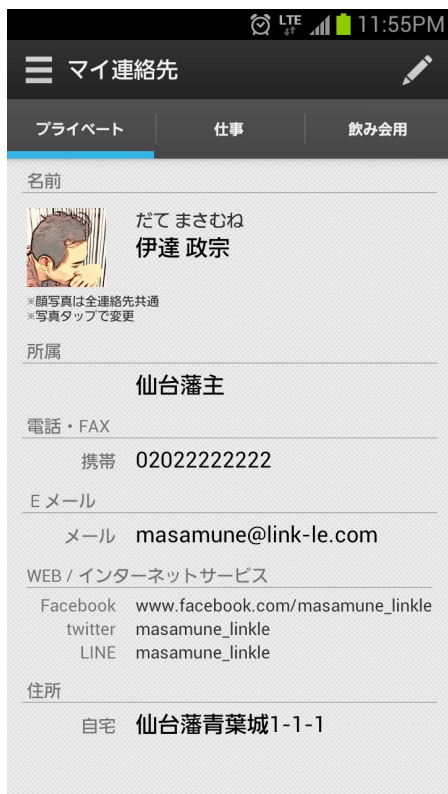 LTE 11:55PM
マイ連絡先
プライベート 仕事 飲み会用
名前
だて まさむね
伊達 政宗
※顔写真は全連絡先共通
※写真タップで変更
所属
仙台藩主
電話・FAX
携帯 02022222222
Eメール
メール masamune@link-le.com
WEB / インターネットサービス
Facebook www.facebook.com/masamune_linkle
twitter masamune_linkle
LINE masamune_linkle
住所
自宅 仙台藩青葉城1-1-1